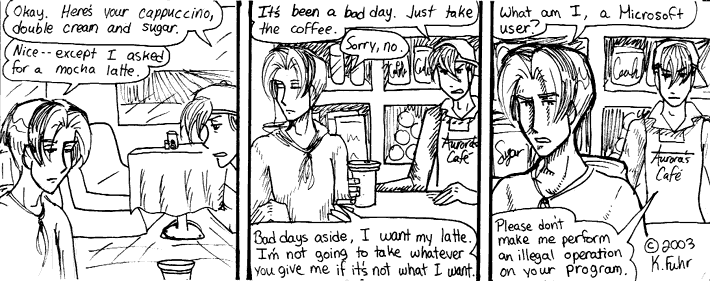 Okay. Here's your cappuccino,
double cream and sugar.
Nice--except I asked
for a mocha latte.
It's been a bad day. Just take
the coffee.
Sorry, no.
Aurora's
Café
Bad days aside, I want my latte.
I'm not going to take whatever
you give me if it's not what I want.
What am I, a Microsoft
user?
Sugar
Aurora's
Café
Please don't
make me perform
an illegal operation
on your program.
© 2003
K. Fuhr